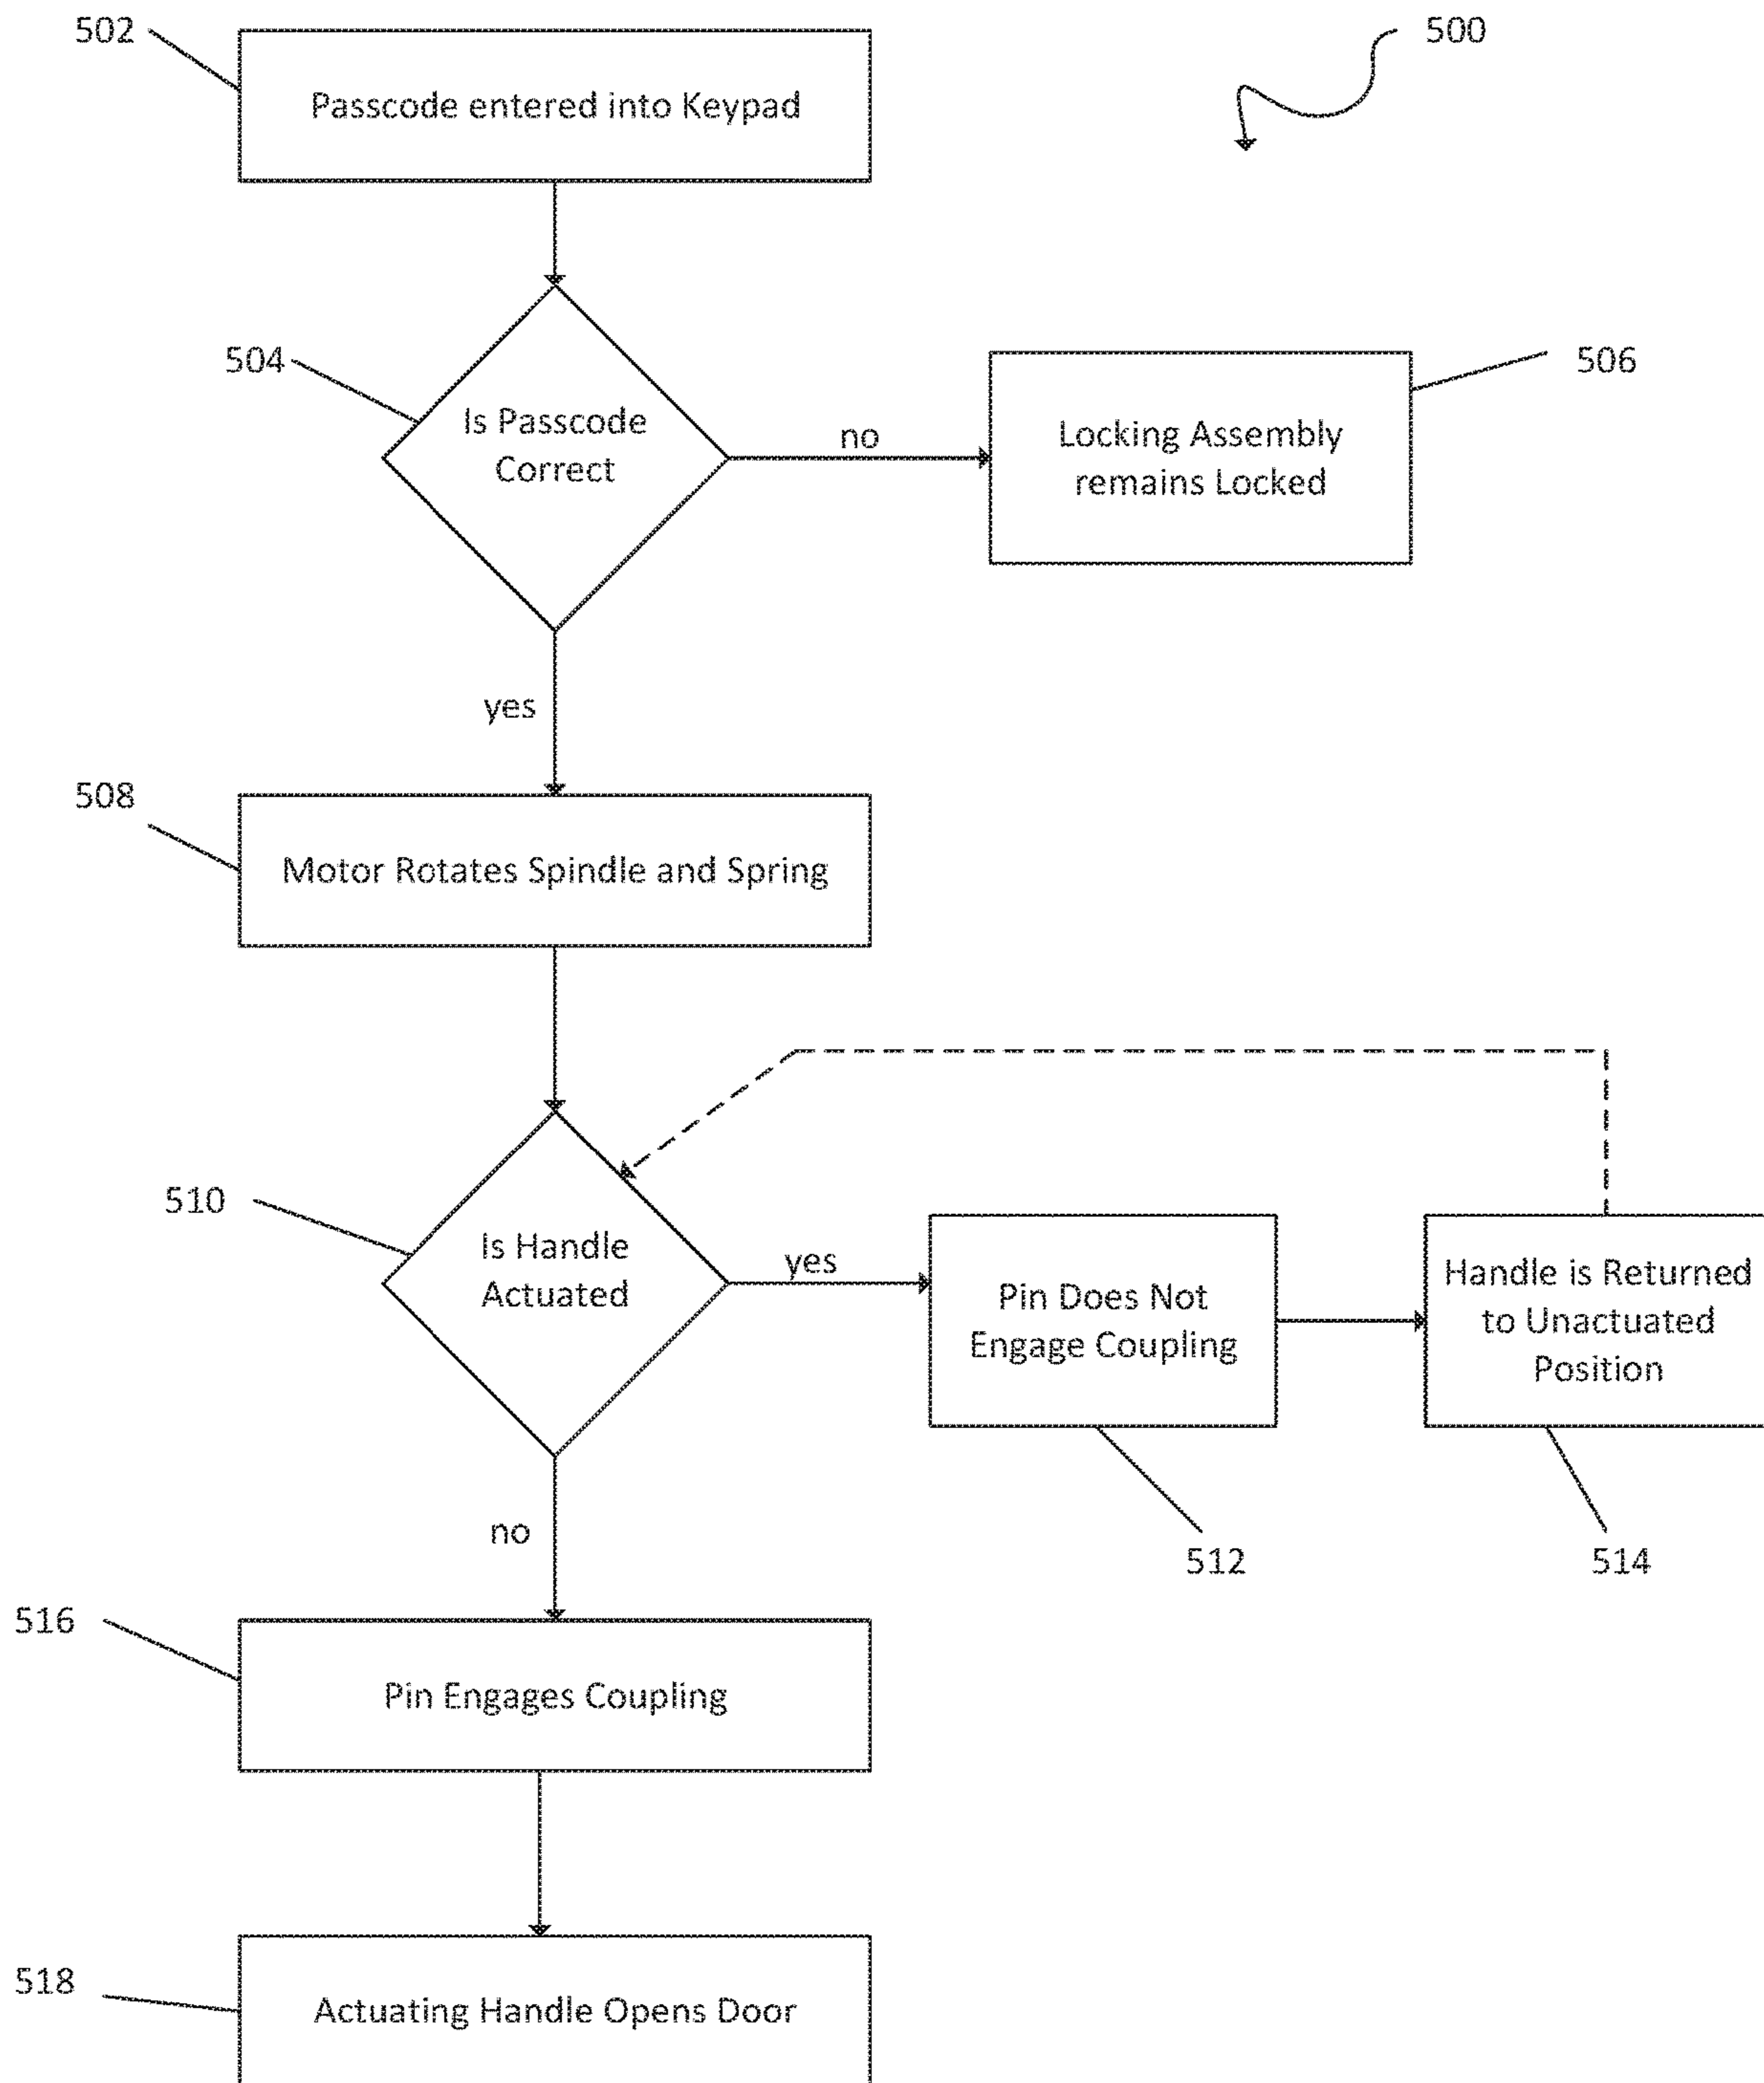 502
500
Passcode entered into Keypad
504
Is Passcode
Correct
no
506
Locking Assembly
remains Locked
yes
508
Motor Rotates Spindle and Spring
510
Is Handle
Actuated
yes
Pin Does Not
Engage Coupling
Handle is Returned
to Unactuated
Position
512
514
no
516
Pin Engages Coupling
518
Actuating Handle Opens Door